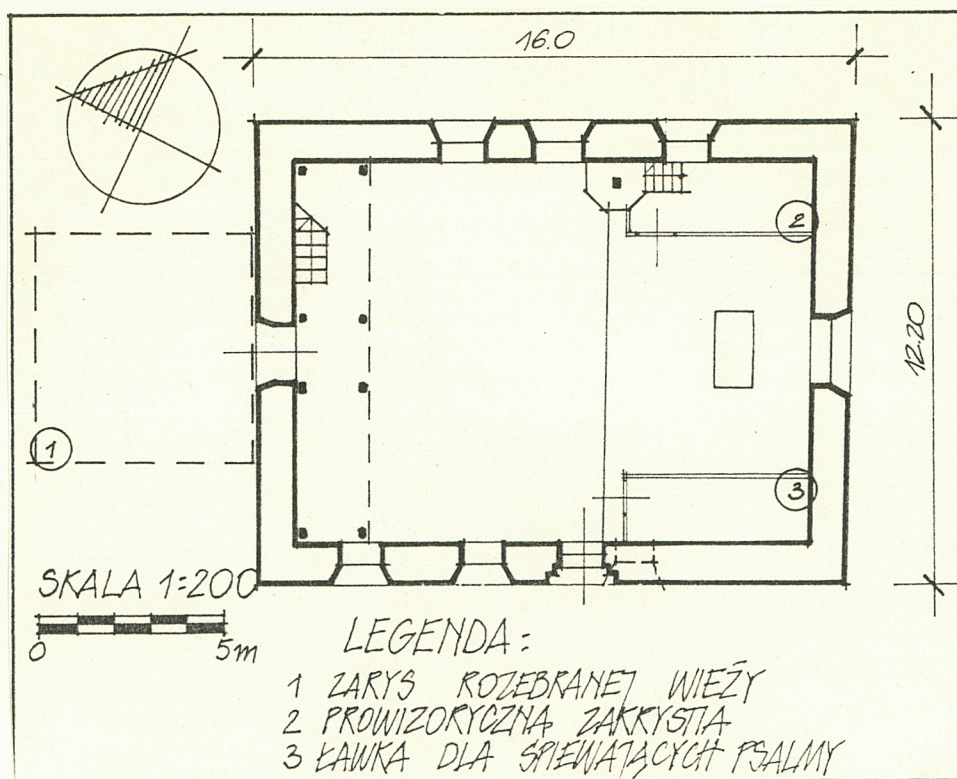 16.0
12.20
2
1
3
SKALA 1:200
0 5m
LEGENDA:
1 ZARYS ROZEBRANEJ WIEŻY
2 PROWIZORYCZNA ZAKRYSTIA
3 ŁAWKA DLA ŚPIEWAJĄCYCH PSALMY